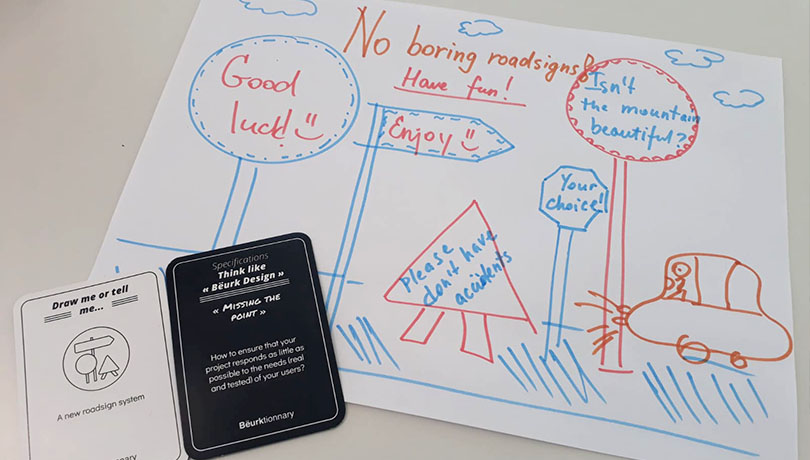 No boring roadsigns!
Have fun!
Good
luck!
Enjoy
Isn't
the mountain
beautiful?
Your
choice!
Please
don't have
accidents
Draw me or tell
me...
A new roadsign system
Specifications
Think like
« Bëurk Design »
« MISSING THE
POINT »
How to ensure that your
project responds as little as
possible to the needs (real
and tested) of your users?
Bëurktionnary